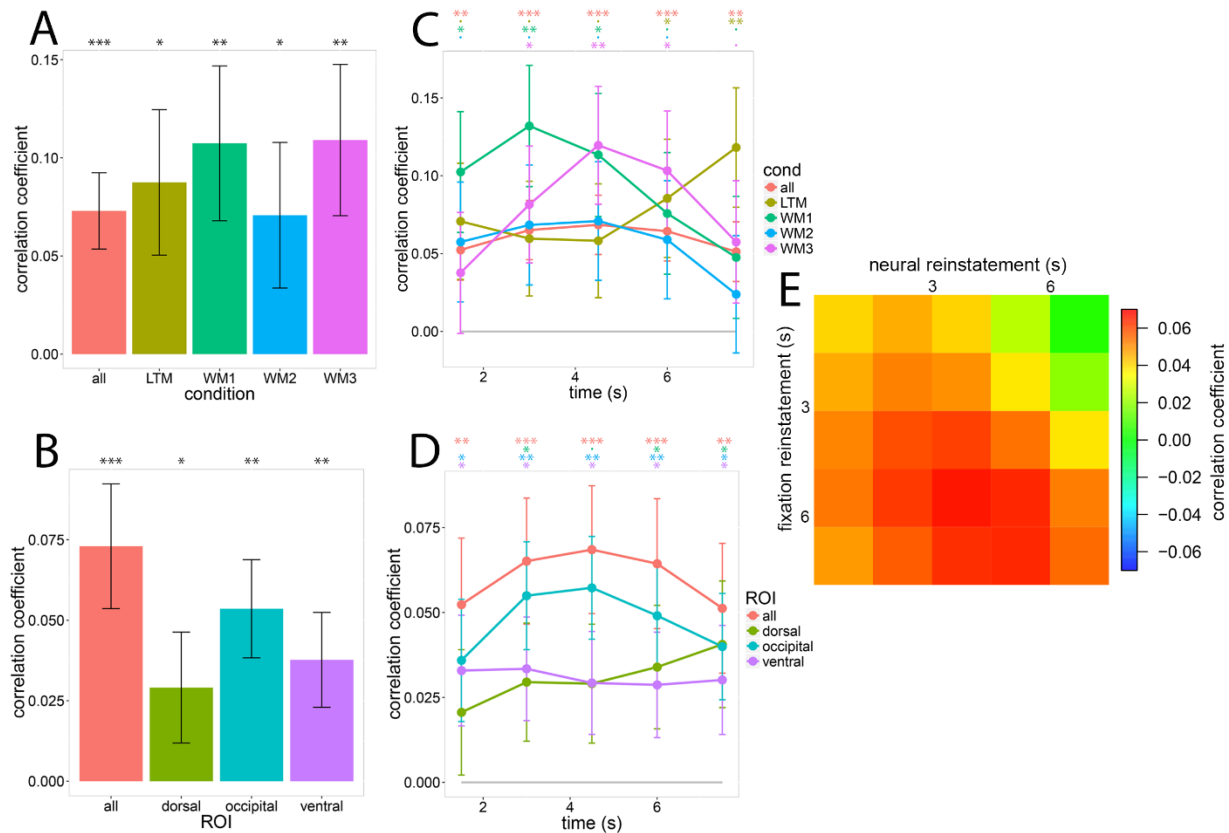 A
*** * ** * **
0.15
0.10
0.05
0.00
correlation coefficient
all LTM WM1 WM2 WM3
condition
B
*** * ** **
0.075
0.050
0.025
0.000
correlation coefficient
all dorsal occipital ventral
ROI
C
** *** *** *** **
. . . * **
* ** * . .
. . . .
* ** * .
0.15
0.10
0.05
0.00
correlation coefficient
2 4 6
time (s)
cond
all
LTM
WM1
WM2
WM3
D
** *** *** *** **
* . * *
* ** ** ** **
* * * * *
0.075
0.050
0.025
0.000
correlation coefficient
2 4 6
time (s)
ROI
all
dorsal
occipital
ventral
E
neural reinstatement (s)
3 6
fixation reinstatement (s)
3
6
0.06
0.04
0.02
0.00
−0.02
−0.04
−0.06
correlation coefficient